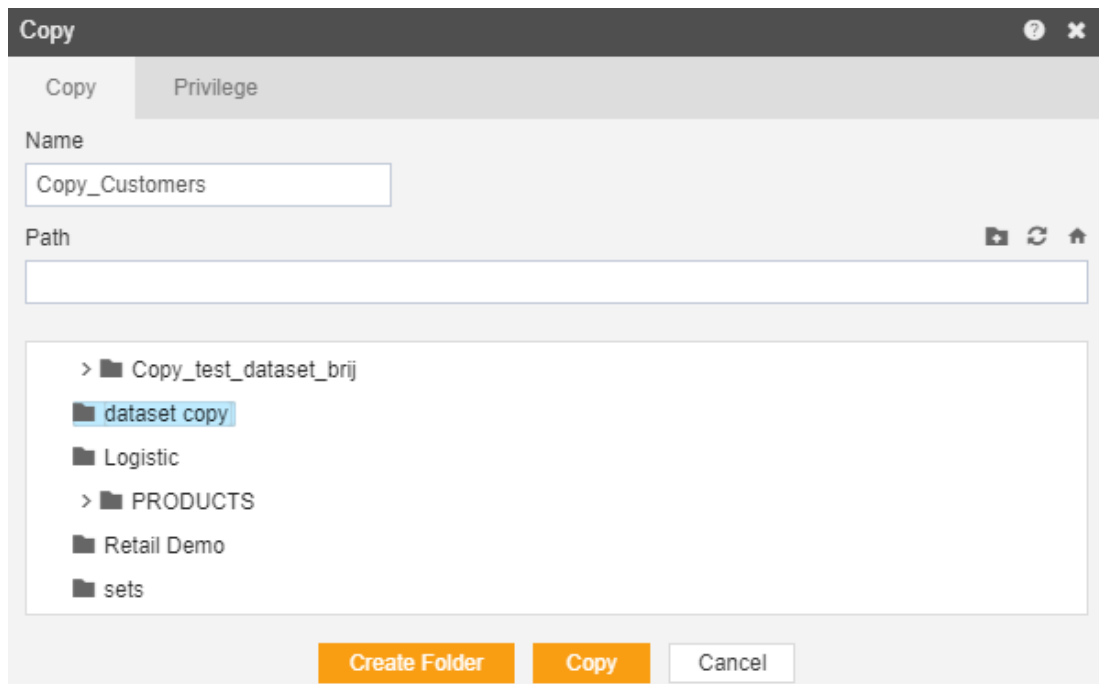 Copy
Copy Privilege
Name
Copy_Customers
Path
Copy_test_dataset_brij
dataset copy
Logistic
PRODUCTS
Retail Demo
sets
Create Folder Copy Cancel